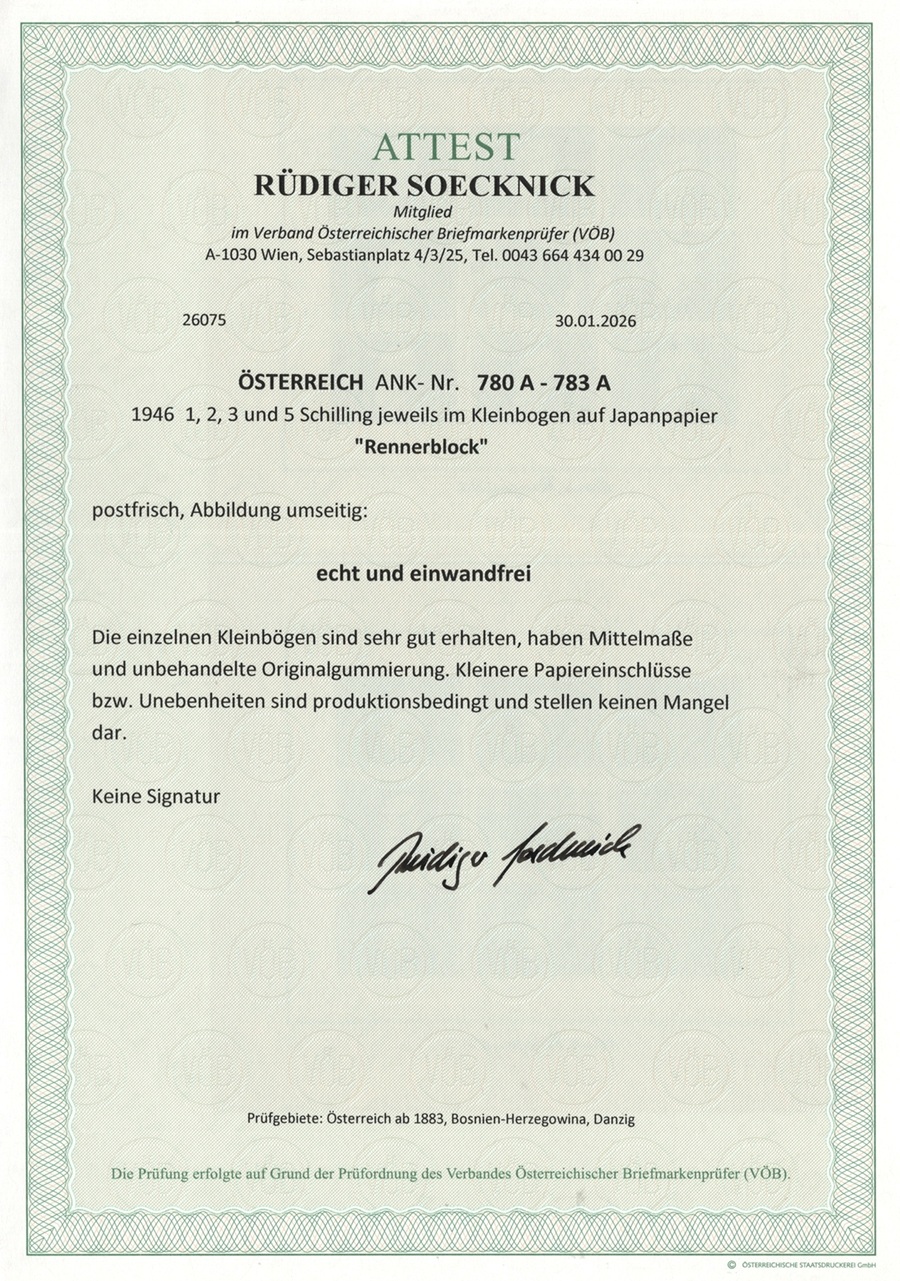 ATTEST
RÜDIGER SOECKNICK
Mitglied
im Verband Österreichischer Briefmarkenprüfer (VÖB)
A-1030 Wien, Sebastianplatz 4/3/25, Tel. 0043 664 434 00 29
26075 30.01.2026
ÖSTERREICH ANK- Nr. 780 A - 783 A
1946 1, 2, 3 und 5 Schilling jeweils im Kleinbogen auf Japanpapier
"Rennerblock"
postfrisch, Abbildung umseitig:
echt und einwandfrei
Die einzelnen Kleinbögen sind sehr gut erhalten, haben Mittelmaße
und unbehandelte Originalgummierung. Kleinere Papiereinschlüsse
bzw. Unebenheiten sind produktionsbedingt und stellen keinen Mangel
dar.
Keine Signatur
Rüdiger Soecknick
Prüfgebiete: Österreich ab 1883, Bosnien-Herzegowina, Danzig
Die Prüfung erfolgte auf Grund der Prüfordnung des Verbandes Österreichischer Briefmarkenprüfer (VÖB).
© ÖSTERREICHISCHE STAATSDRUCKEREI GmbH